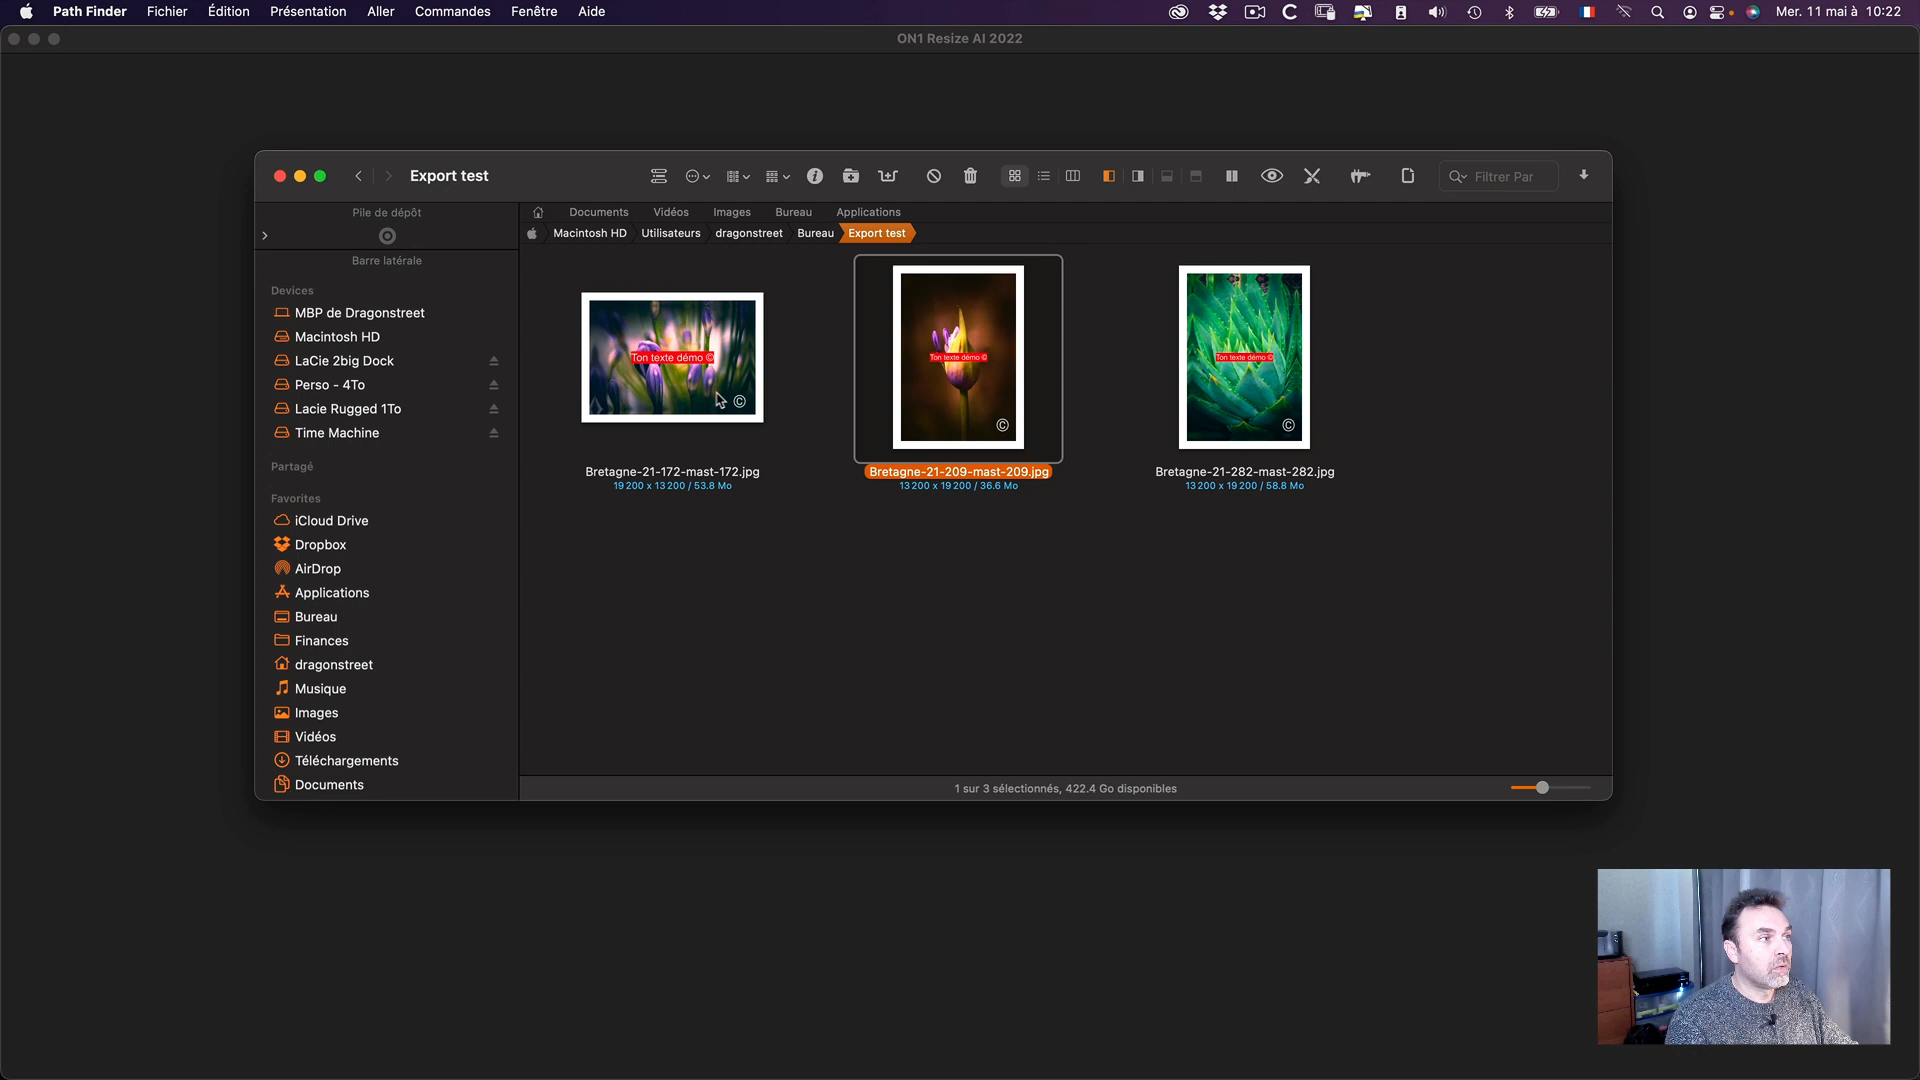 Path Finder Fichier Édition Présentation Aller Commandes Fenêtre Aide Mer. 11 mai à 10:22
ON1 Resize AI 2022
Export test
Filtrer Par
Pile de dépôt
Barre latérale
Devices
MBP de Dragonstreet
Macintosh HD
LaCie 2big Dock
Perso - 4To
Lacie Rugged 1To
Time Machine
Partagé
Favorites
iCloud Drive
Dropbox
AirDrop
Applications
Bureau
Finances
dragonstreet
Musique
Images
Vidéos
Téléchargements
Documents
Documents Vidéos Images Bureau Applications
Macintosh HD Utilisateurs dragonstreet Bureau Export test
Ton texte démo ©
©
Bretagne-21-172-mast-172.jpg
19 200 x 13 200 / 53.8 Mo
Ton texte démo ©
©
Bretagne-21-209-mast-209.jpg
13 200 x 19 200 / 36.6 Mo
Ton texte démo ©
©
Bretagne-21-282-mast-282.jpg
13 200 x 19 200 / 58.8 Mo
1 sur 3 sélectionnés, 422.4 Go disponibles